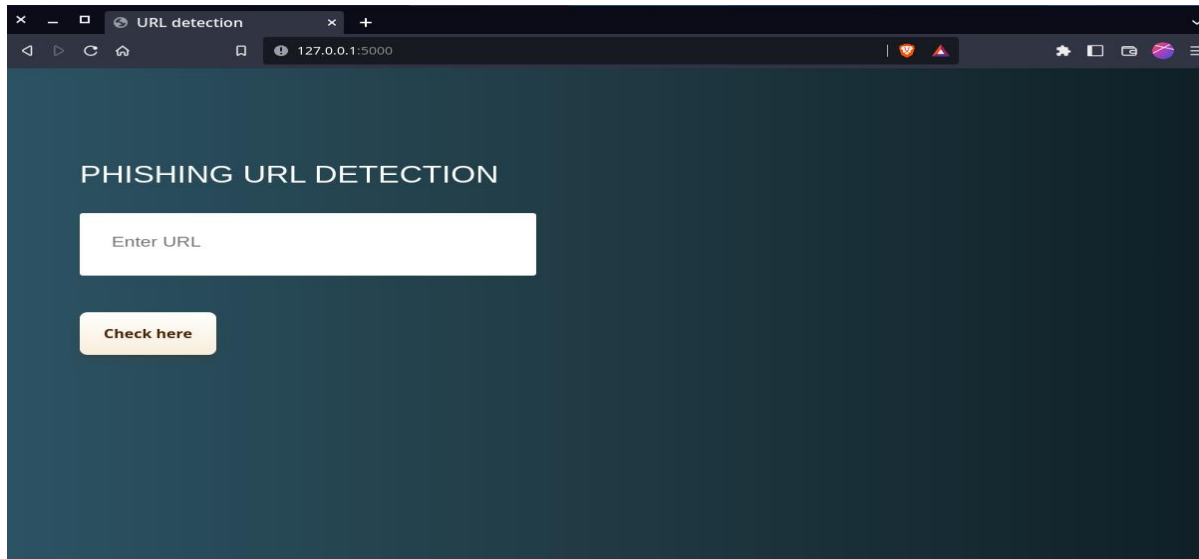 URL detection
127.0.0.1:5000
PHISHING URL DETECTION
Enter URL
Check here